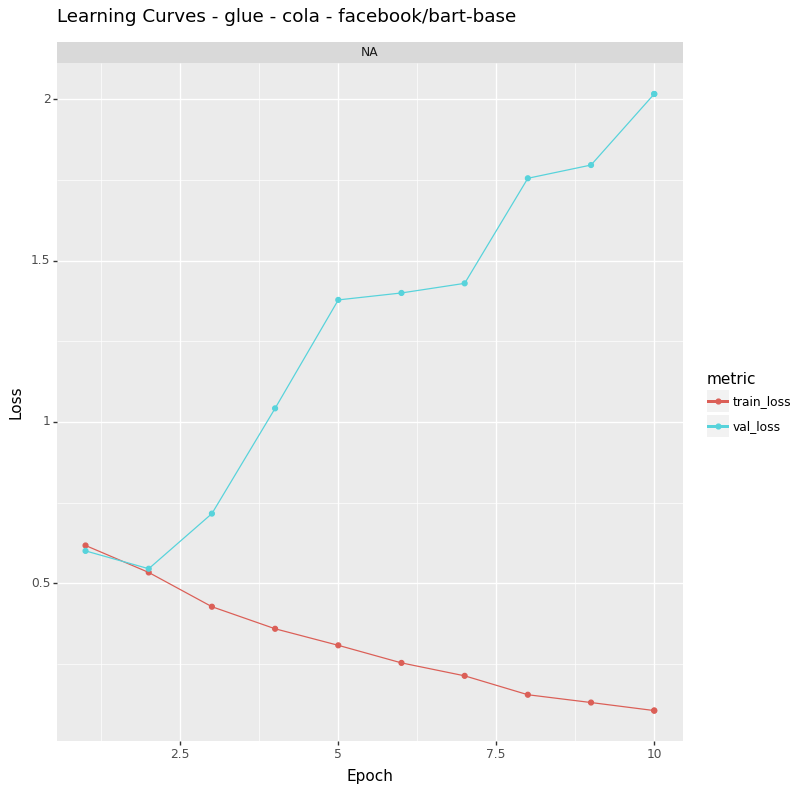 Learning Curves - glue - cola - facebook/bart-base
NA
2
1.5
1
0.5
Loss
2.5
5
7.5
10
Epoch
metric
train_loss
val_loss